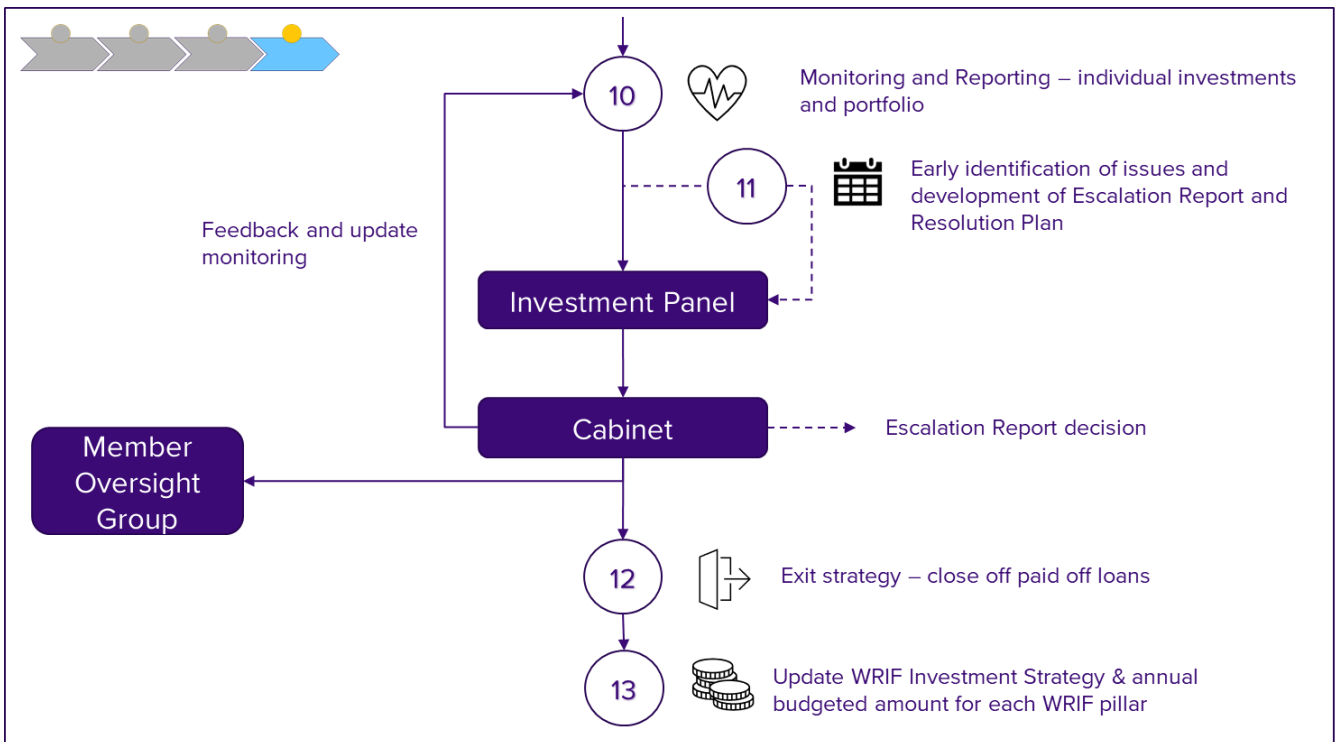 10
Monitoring and Reporting – individual investments
and portfolio
11
Early identification of issues and
development of Escalation Report and
Resolution Plan
Feedback and update
monitoring
Investment Panel
Cabinet
Escalation Report decision
Member
Oversight
Group
12
Exit strategy – close off paid off loans
13
Update WRIF Investment Strategy & annual
budgeted amount for each WRIF pillar